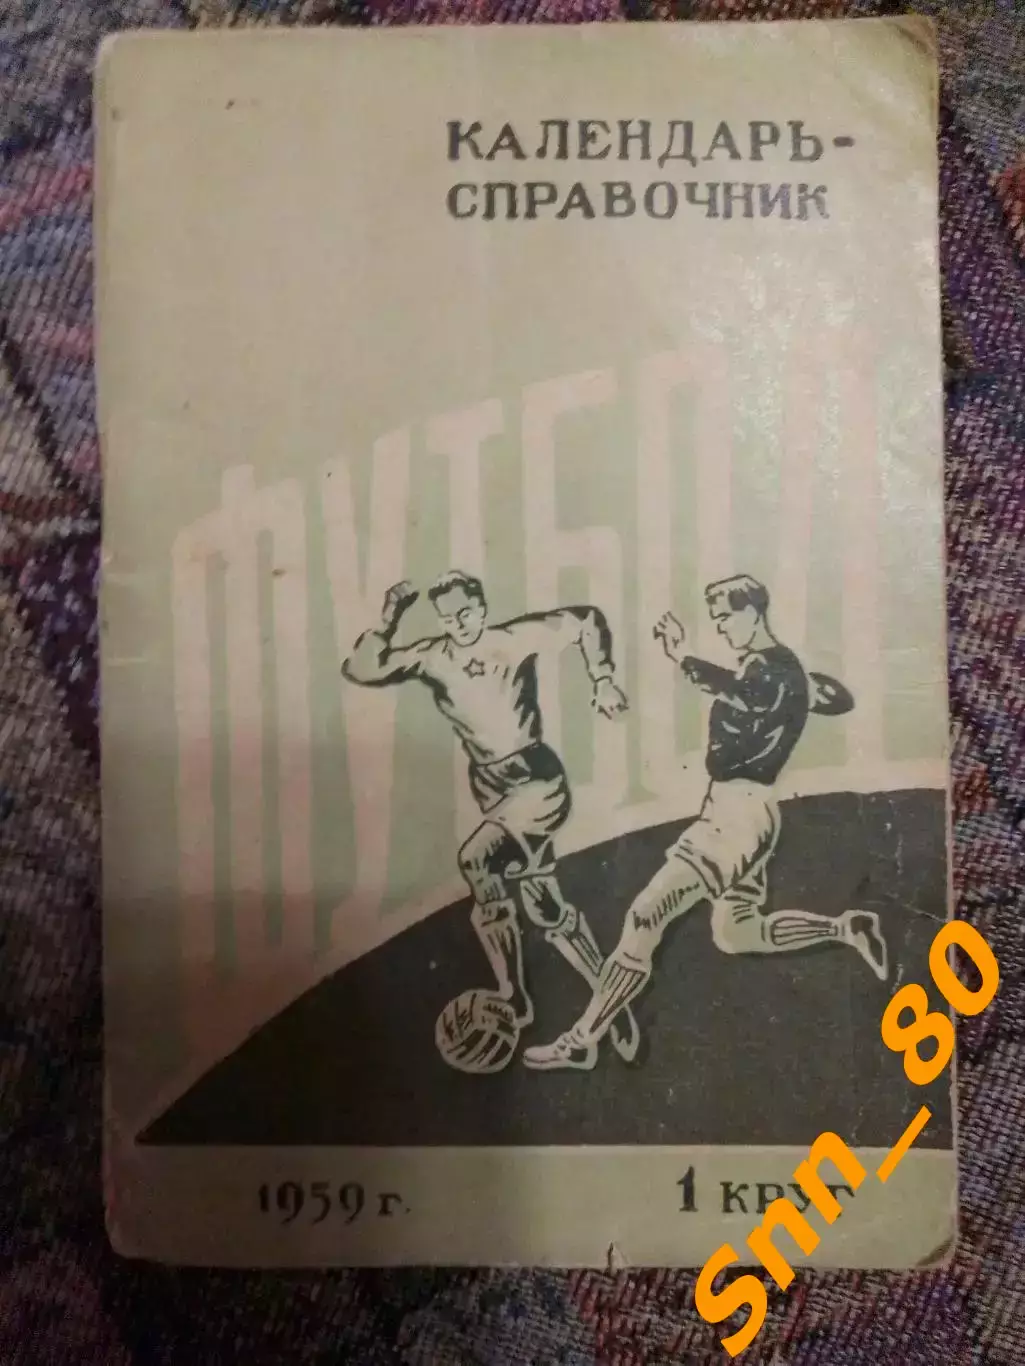 КАЛЕНДАРЬ-
СПРАВОЧНИК
ФУТБОЛ
1959 г.
1 КРУГ
Snn_80